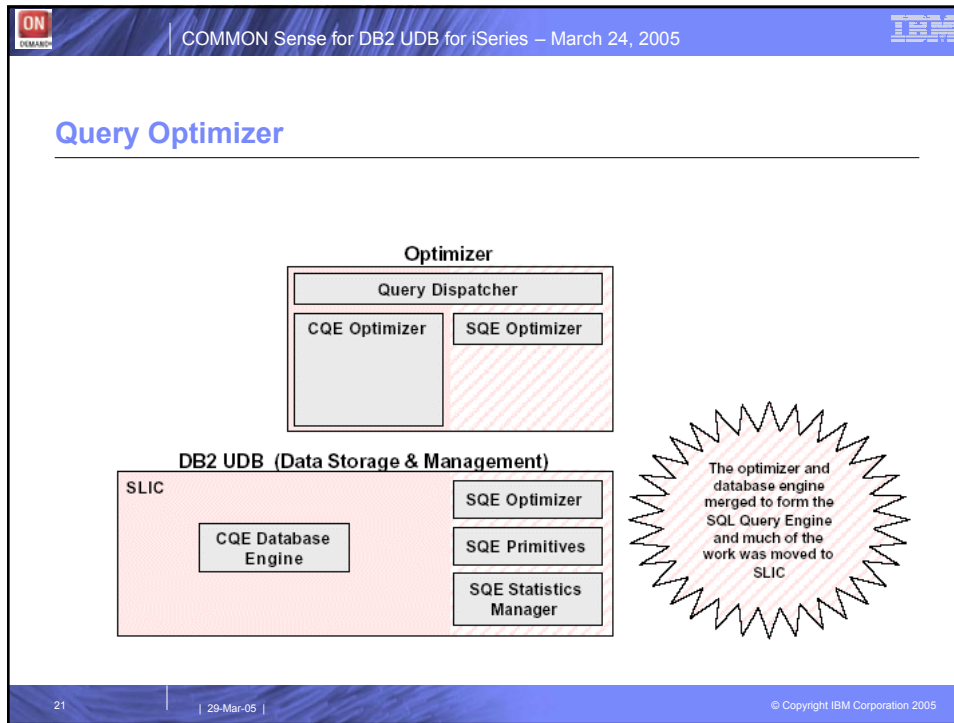 ON
DEMAND
COMMON Sense for DB2 UDB for iSeries – March 24, 2005
IBM
Query Optimizer
Optimizer
Query Dispatcher
CQE Optimizer
SQE Optimizer
DB2 UDB (Data Storage & Management)
SLIC
CQE Database
Engine
SQE Optimizer
SQE Primitives
SQE Statistics
Manager
The optimizer and
database engine
merged to form the
SQL Query Engine
and much of the
work was moved to
SLIC
21
| 29-Mar-05 |
© Copyright IBM Corporation 2005